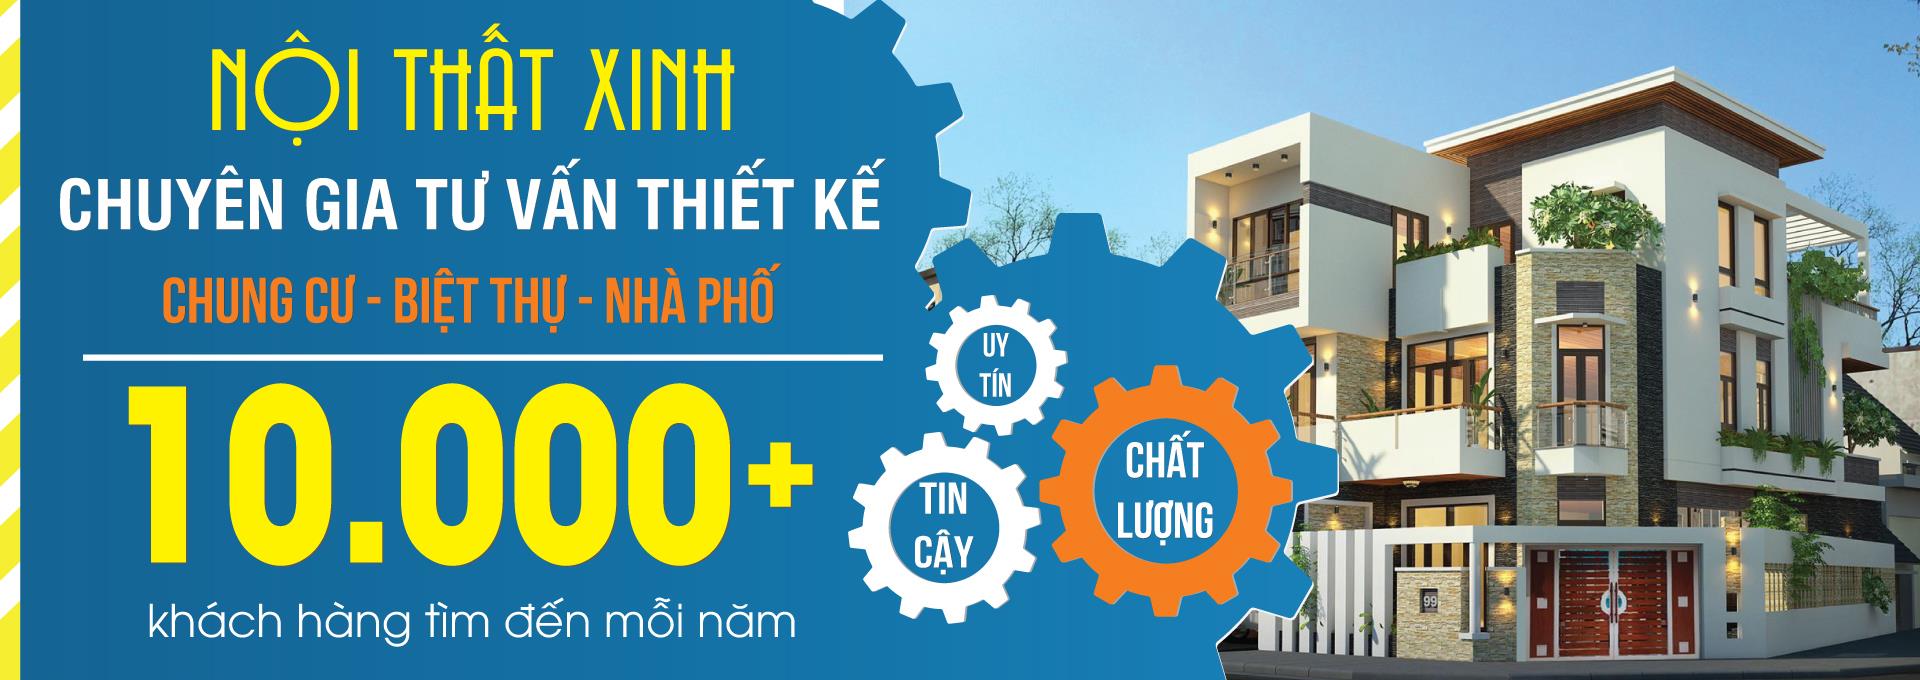 NỘI THẤT XINH
CHUYÊN GIA TƯ VẤN THIẾT KẾ
CHUNG CƯ - BIỆT THỰ - NHÀ PHỐ
10.000+
khách hàng tìm đến mỗi năm
UY
TÍN
TIN
CẬY
CHẤT
LƯỢNG
99